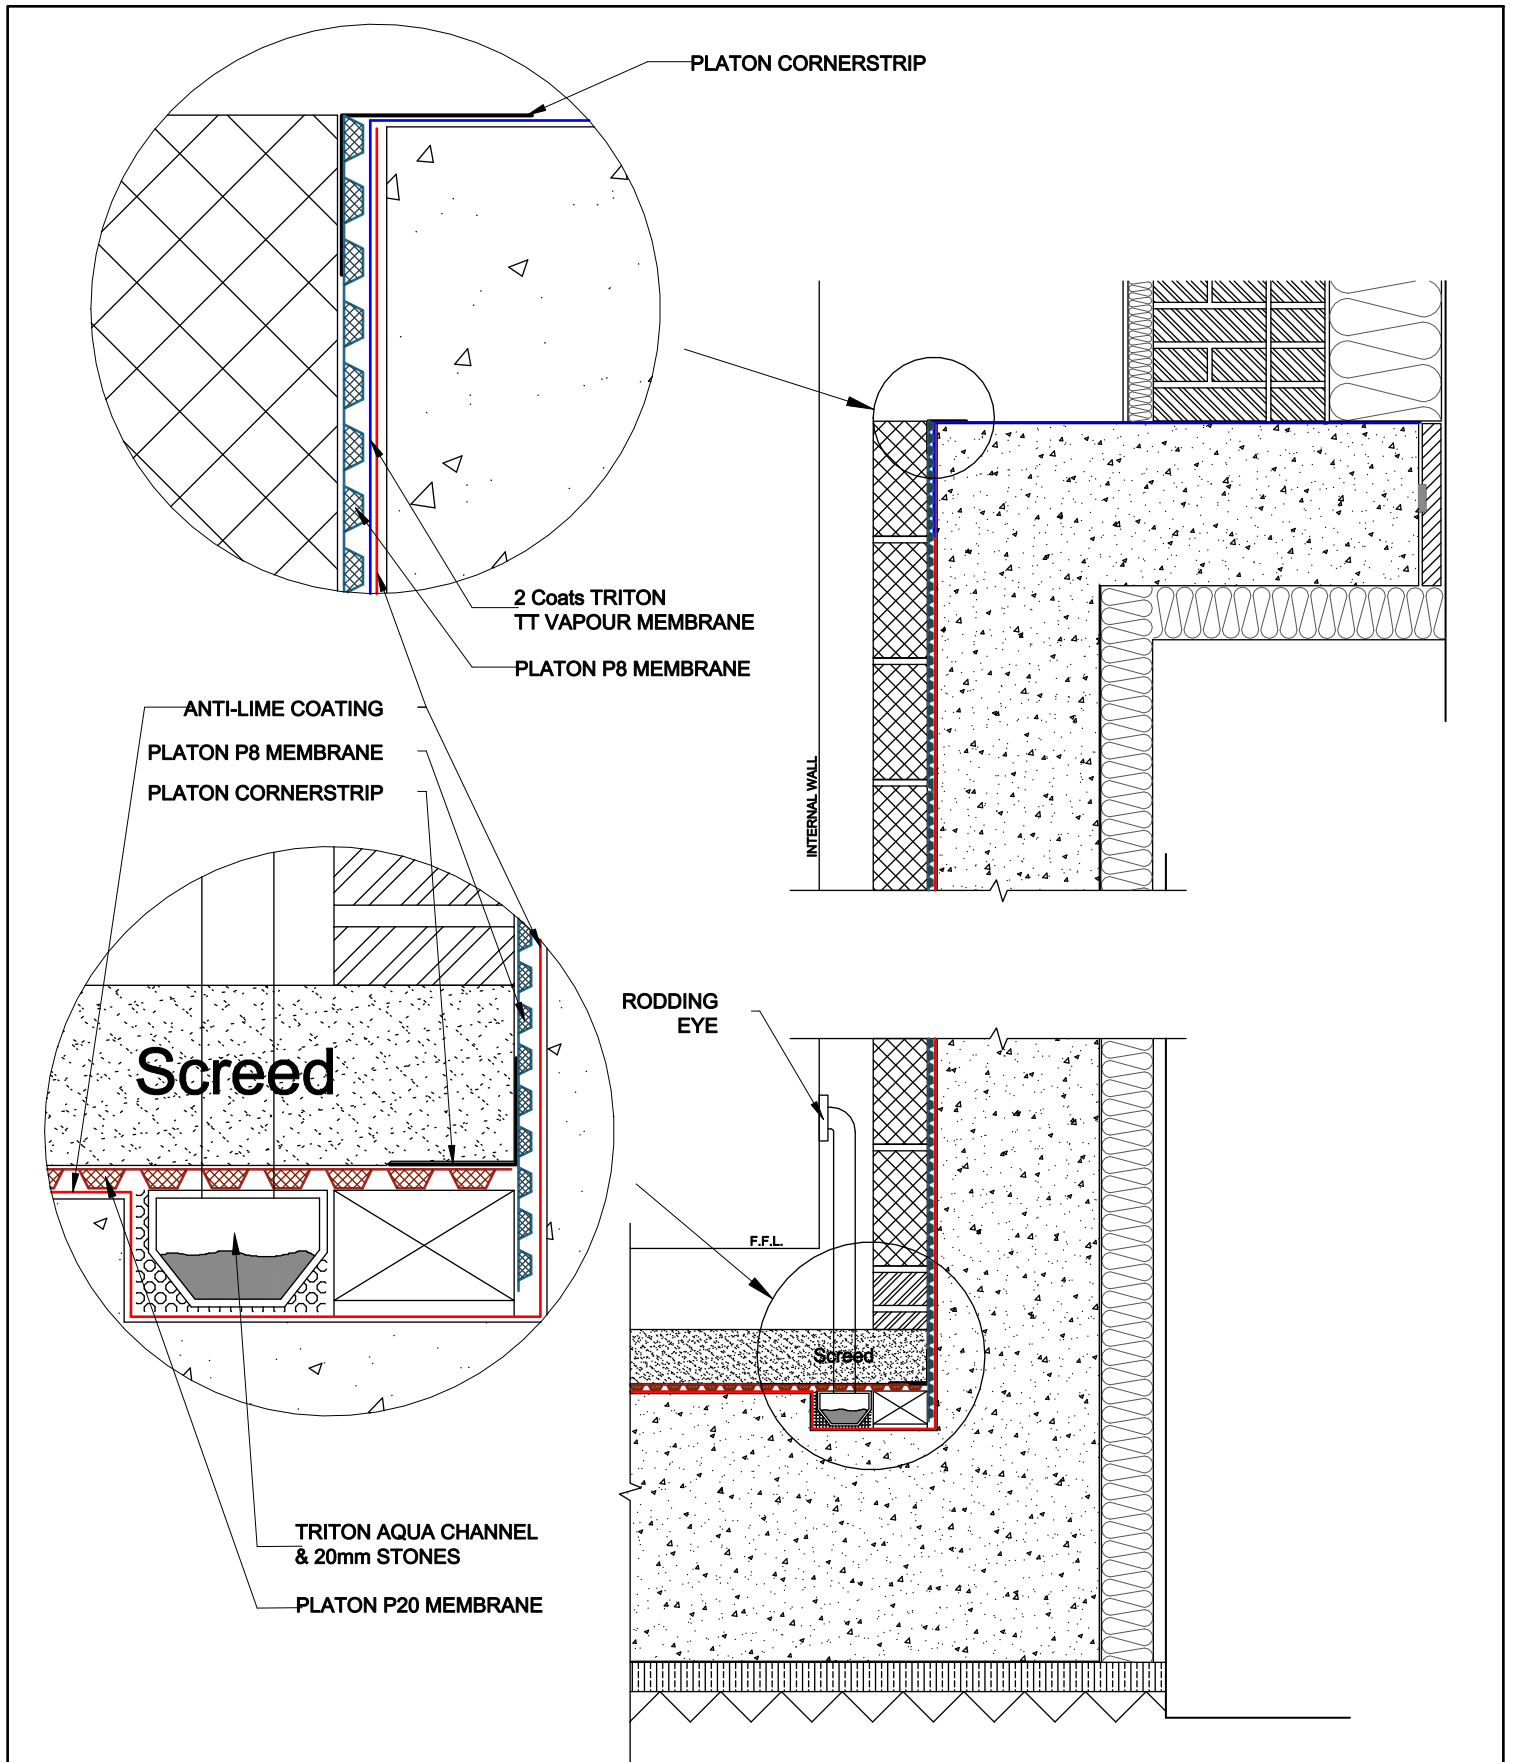 PLATON CORNERSTRIP
2 Coats TRITON
TT VAPOUR MEMBRANE
PLATON P8 MEMBRANE
ANTI-LIME COATING
PLATON P8 MEMBRANE
PLATON CORNERSTRIP
INTERNAL WALL
Screed
RODDING
EYE
F.F.L.
Screed
TRITON AQUA CHANNEL
& 20mm STONES
PLATON P20 MEMBRANE